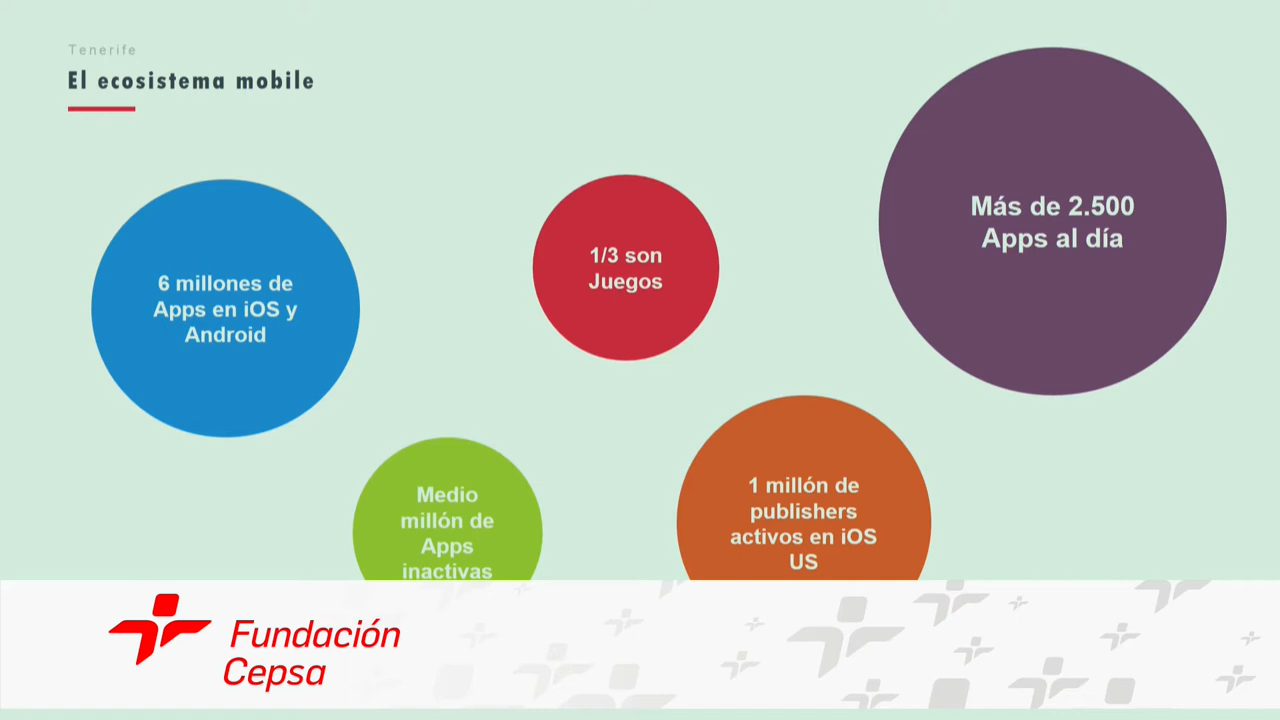 Tenerife
El ecosistema mobile
6 millones de
Apps en iOS y
Android
1/3 son
Juegos
Más de 2.500
Apps al día
Medio
millón de
Apps
inactivas
1 millón de
publishers
activos en iOS
US
Fundación
Cepsa